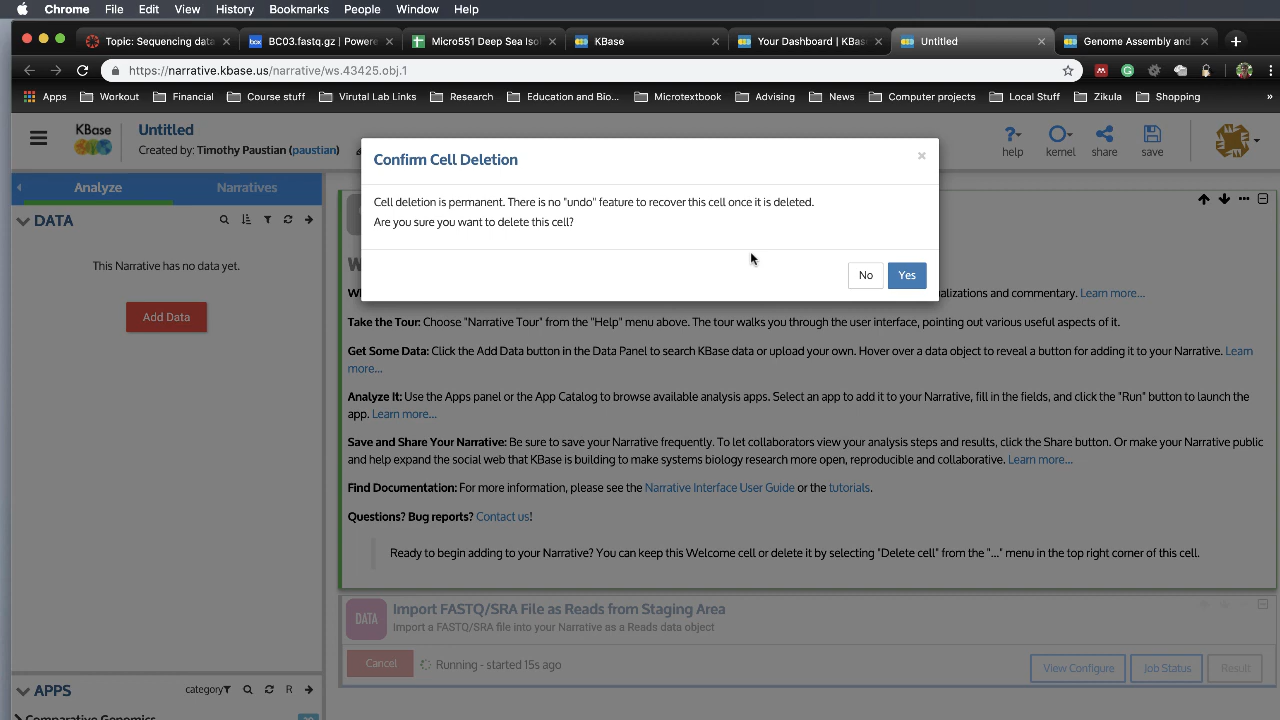 Chrome File Edit View History Bookmarks People Window Help
Topic: Sequencing data BC03.fastq.gz | Powere Micro551 Deep Sea Isol KBase Your Dashboard | KBas Untitled Genome Assembly and
https://narrative.kbase.us/narrative/ws.43425.obj.1
Apps Workout Financial Course stuff Virutal Lab Links Research Education and Bio... Microtextbook Advising News Computer projects Local Stuff Zikula Shopping »
KBase
Untitled
Created by: Timothy Paustian (paustian)
help kernel share save
Confirm Cell Deletion
Cell deletion is permanent. There is no "undo" feature to recover this cell once it is deleted.
Are you sure you want to delete this cell?
No Yes
Analyze Narratives
DATA
This Narrative has no data yet.
Add Data
alizations and commentary. Learn more...
Take the Tour: Choose "Narrative Tour" from the "Help" menu above. The tour walks you through the user interface, pointing out various useful aspects of it.
Get Some Data: Click the Add Data button in the Data Panel to search KBase data or upload your own. Hover over a data object to reveal a button for adding it to your Narrative. Learn
more...
Analyze It: Use the Apps panel or the App Catalog to browse available analysis apps. Select an app to add it to your Narrative, fill in the fields, and click the "Run" button to launch the
app. Learn more...
Save and Share Your Narrative: Be sure to save your Narrative frequently. To let collaborators view your analysis steps and results, click the Share button. Or make your Narrative public
and help expand the social web that KBase is building to make systems biology research more open, reproducible and collaborative. Learn more...
Find Documentation: For more information, please see the Narrative Interface User Guide or the tutorials.
Questions? Bug reports? Contact us!
Ready to begin adding to your Narrative? You can keep this Welcome cell or delete it by selecting "Delete cell" from the "..." menu in the top right corner of this cell.
DATA
Import FASTQ/SRA File as Reads from Staging Area
Import a FASTQ/SRA file into your Narrative as a Reads data object
Cancel Running - started 15s ago View Configure Job Status Result
APPS category R
Comparative Genomics